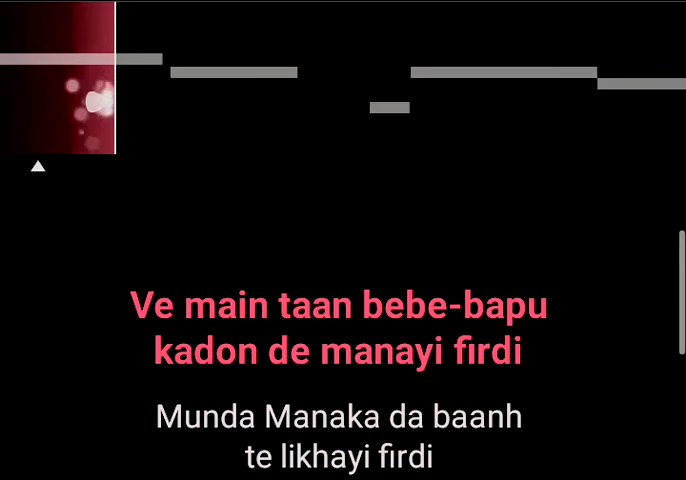 Ve main taan bebe-bapu
kadon de manayi firdi
Munda Manaka da baanh
te likhayi firdi